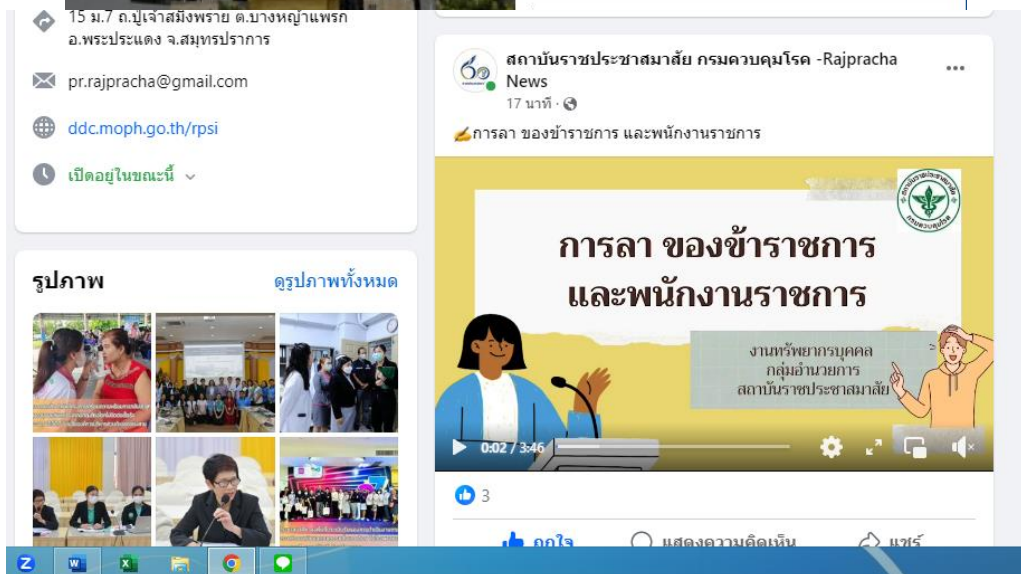 15 ม.7 ถ.ปู่เจ้าสมิงพราย ต.บางหญ้าแพรก
อ.พระประแดง จ.สมุทรปราการ
pr.rajpracha@gmail.com
ddc.moph.go.th/rpsi
เปิดอยู่ในขณะนี้
รูปภาพ
ดูรูปภาพทั้งหมด
สถาบันราชประชาสมาสัย กรมควบคุมโรค -Rajpracha
News
17 นาที ·
✍การลา ของข้าราชการ และพนักงานราชการ
การลา ของข้าราชการ
และพนักงานราชการ
งานทรัพยากรบุคคล
กลุ่มอำนวยการ
สถาบันราชประชาสมาสัย
0:02 / 3:46
3
ถูกใจ
แสดงความคิดเห็น
แชร์